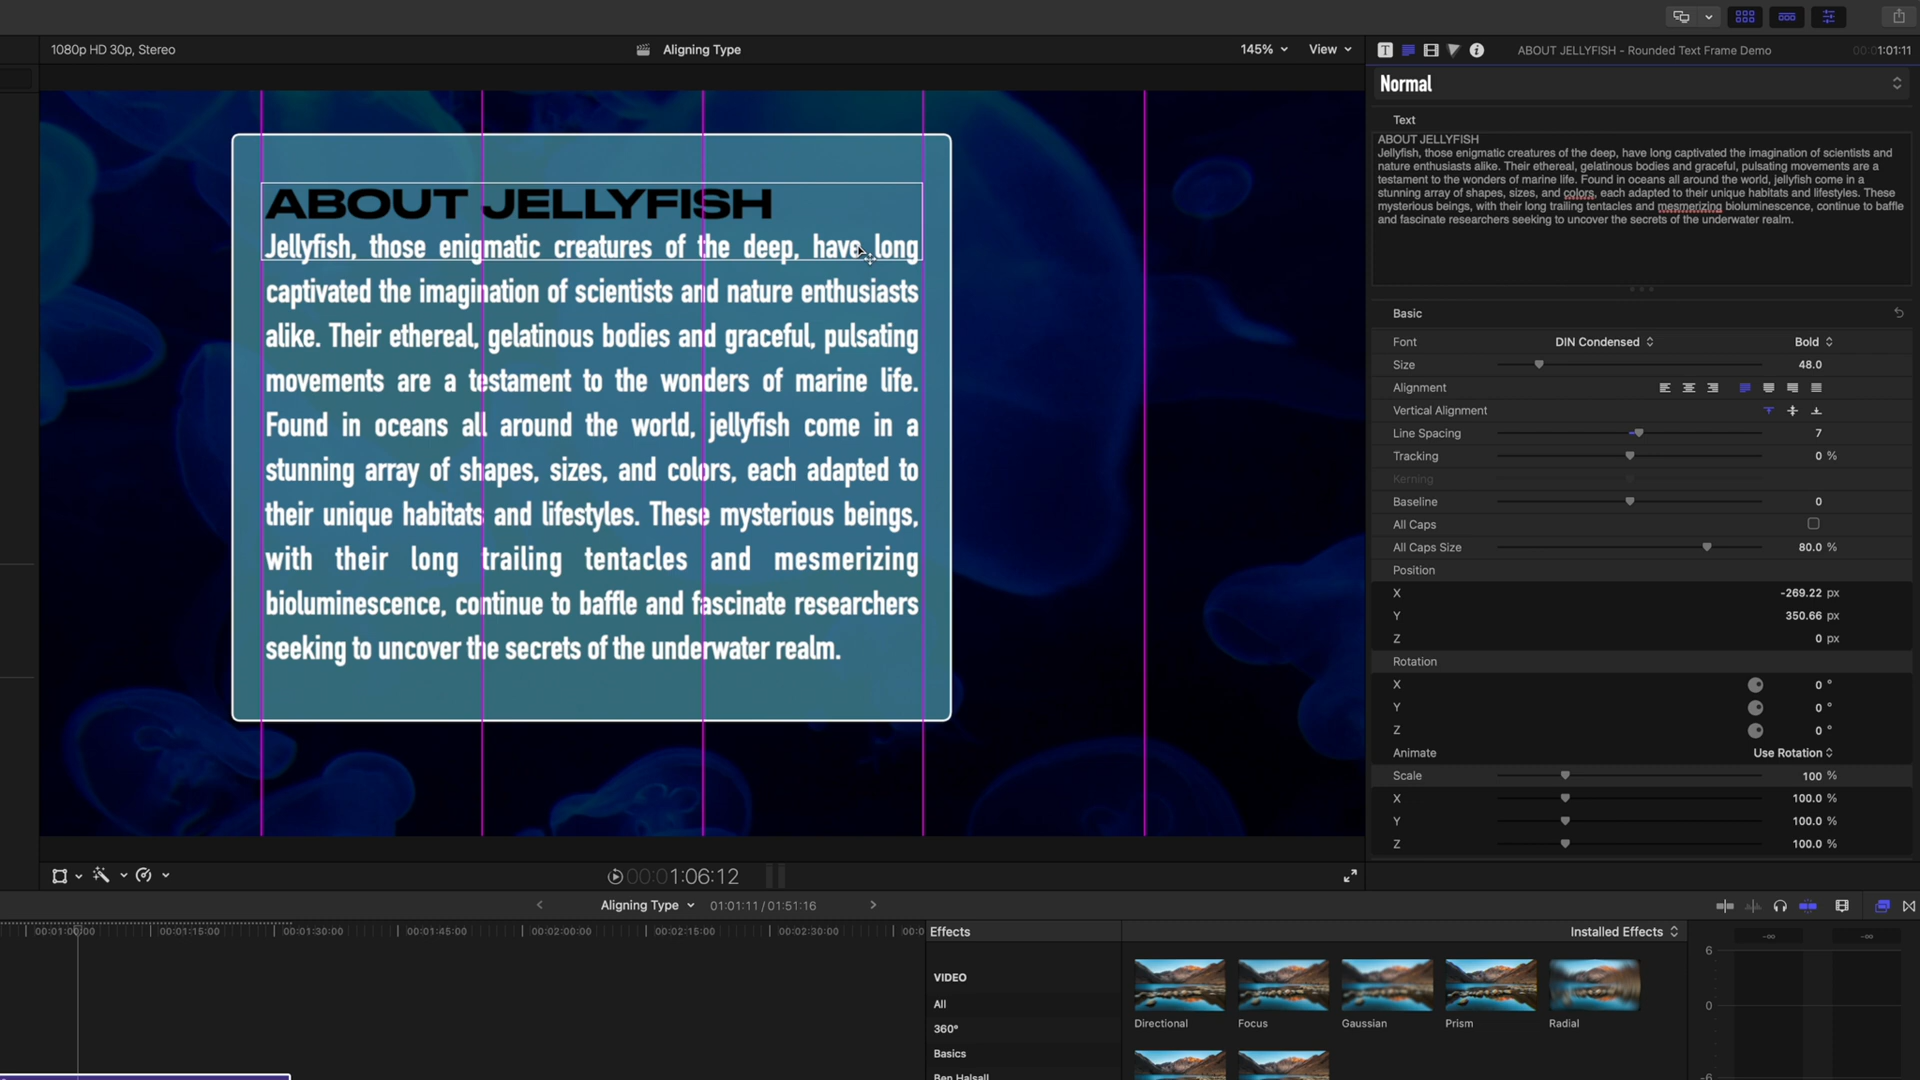 1080p HD 30p, Stereo
Aligning Type
145%
View
T
ABOUT JELLYFISH - Rounded Text Frame Demo
00:01:01:11
Normal
Text
ABOUT JELLYFISH
Jellyfish, those enigmatic creatures of the deep, have long captivated the imagination of scientists and
nature enthusiasts alike. Their ethereal, gelatinous bodies and graceful, pulsating movements are a
testament to the wonders of marine life. Found in oceans all around the world, jellyfish come in a
stunning array of shapes, sizes, and colors, each adapted to their unique habitats and lifestyles. These
mysterious beings, with their long trailing tentacles and mesmerizing bioluminescence, continue to baffle
and fascinate researchers seeking to uncover the secrets of the underwater realm.
ABOUT JELLYFISH
Jellyfish, those enigmatic creatures of the deep, have long
captivated the imagination of scientists and nature enthusiasts
alike. Their ethereal, gelatinous bodies and graceful, pulsating
movements are a testament to the wonders of marine life.
Found in oceans all around the world, jellyfish come in a
stunning array of shapes, sizes, and colors, each adapted to
their unique habitats and lifestyles. These mysterious beings,
with their long trailing tentacles and mesmerizing
bioluminescence, continue to baffle and fascinate researchers
seeking to uncover the secrets of the underwater realm.
Basic
Font DIN Condensed Bold
Size 48.0
Alignment
Vertical Alignment
Line Spacing 7
Tracking 0 %
Kerning
Baseline 0
All Caps
All Caps Size 80.0 %
Position
X -269.22 px
Y 350.66 px
Z 0 px
Rotation
X 0 °
Y 0 °
Z 0 °
Animate Use Rotation
Scale 100 %
X 100.0 %
Y 100.0 %
Z 100.0 %
00:01:06:12
Aligning Type
01:01:11 / 01:51:16
00:01:00:00
00:01:15:00
00:01:30:00
00:01:45:00
00:02:00:00
00:02:15:00
00:02:30:00
00:0
Effects
Installed Effects
VIDEO
All
360°
Basics
Ben Halsall
Directional
Focus
Gaussian
Prism
Radial
-∞
-∞
6
0
-6